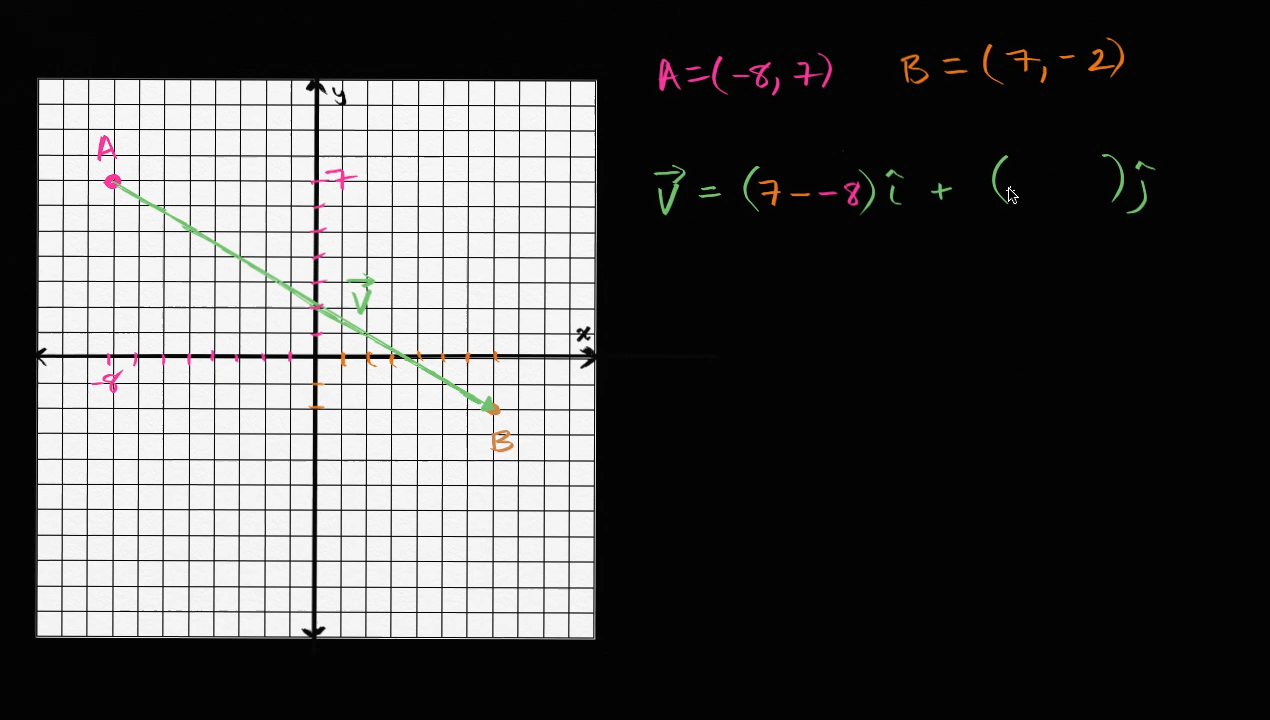 A=(-8, 7) B = (7, -2)
y
A
7
v⃗ = (7 - -8) î + ( ) ĵ
v⃗
x
-8
B